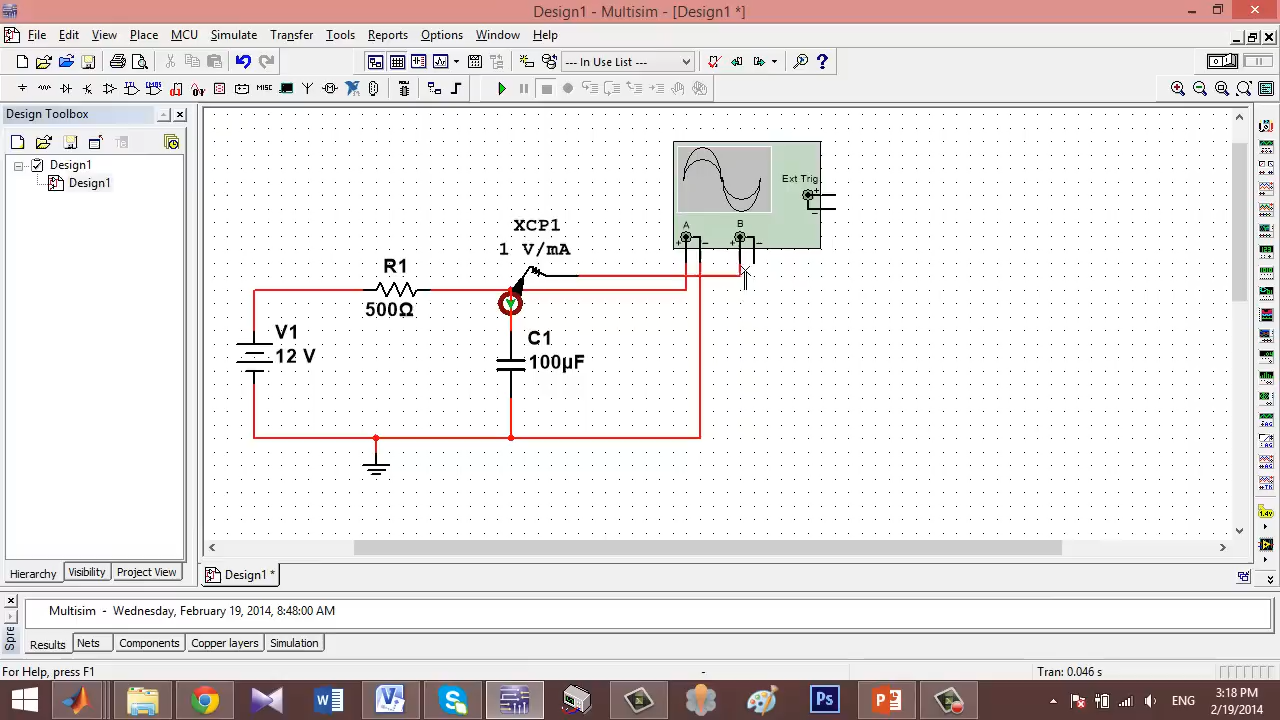 Design1 - Multisim - [Design1 *]
File Edit View Place MCU Simulate Transfer Tools Reports Options Window Help
--- In Use List ---
MISC
Design Toolbox
Design1
Design1
Ext Trig
+
−
A B
+ − + −
XCP1
1 V/mA
R1
500Ω
V1
12 V
C1
100µF
Hierarchy Visibility Project View
Design1 *
Multisim - Wednesday, February 19, 2014, 8:48:00 AM
Spre
Results Nets Components Copper layers Simulation
For Help, press F1
-
Tran: 0.046 s
ENG
3:18 PM
2/19/2014